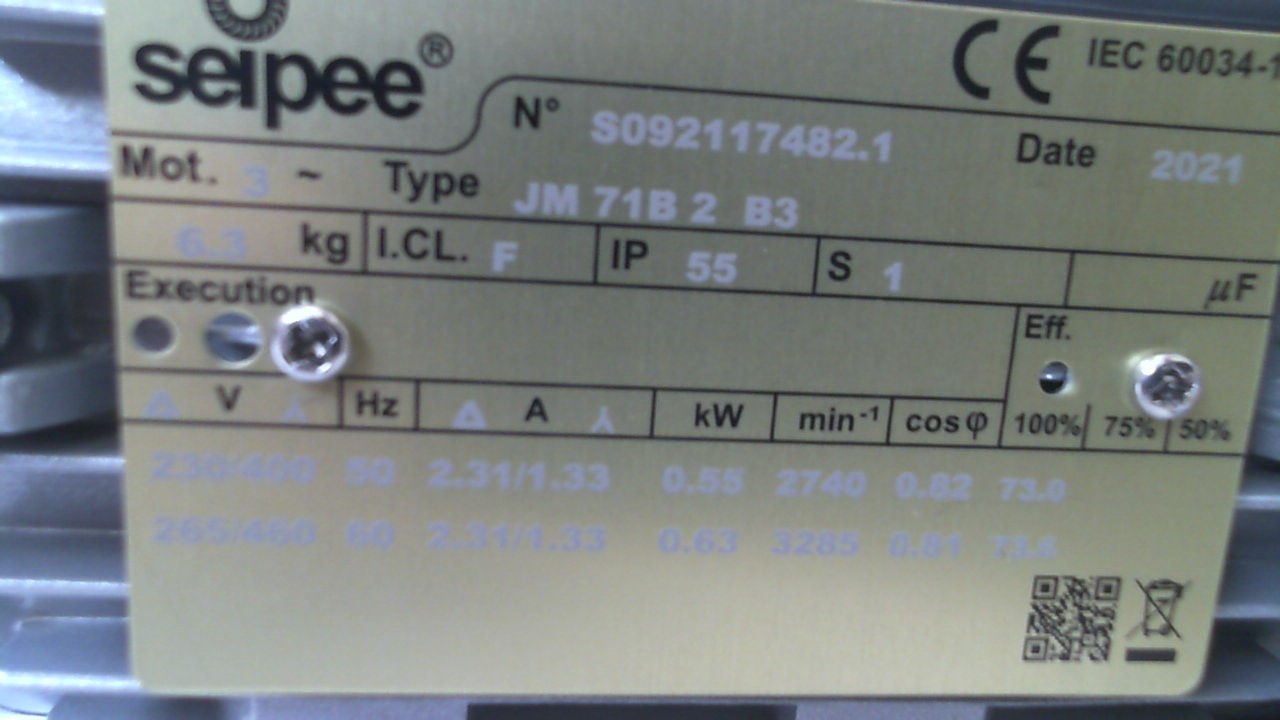 seipee®
CE IEC 60034-1
N° S092117482.1 Date 2021
Mot. 3 ~ Type JM 71B 2 B3
6.3 kg I.CL. F IP 55 S 1 µF
Execution
Eff.
Δ V Y Hz Δ A Y kW min-1 cosφ 100% 75% 50%
230/400 50 2.31/1.33 0.55 2740 0.82 73.0
265/460 60 2.31/1.33 0.63 3285 0.81 73.6